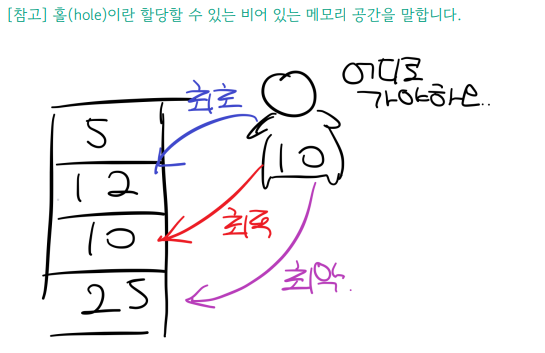 [참고] 홀(hole)이란 할당할 수 있는 비어 있는 메모리 공간을 말합니다.
어디로
가야하오..
최초
5
10
12
최적
10
최악.
25